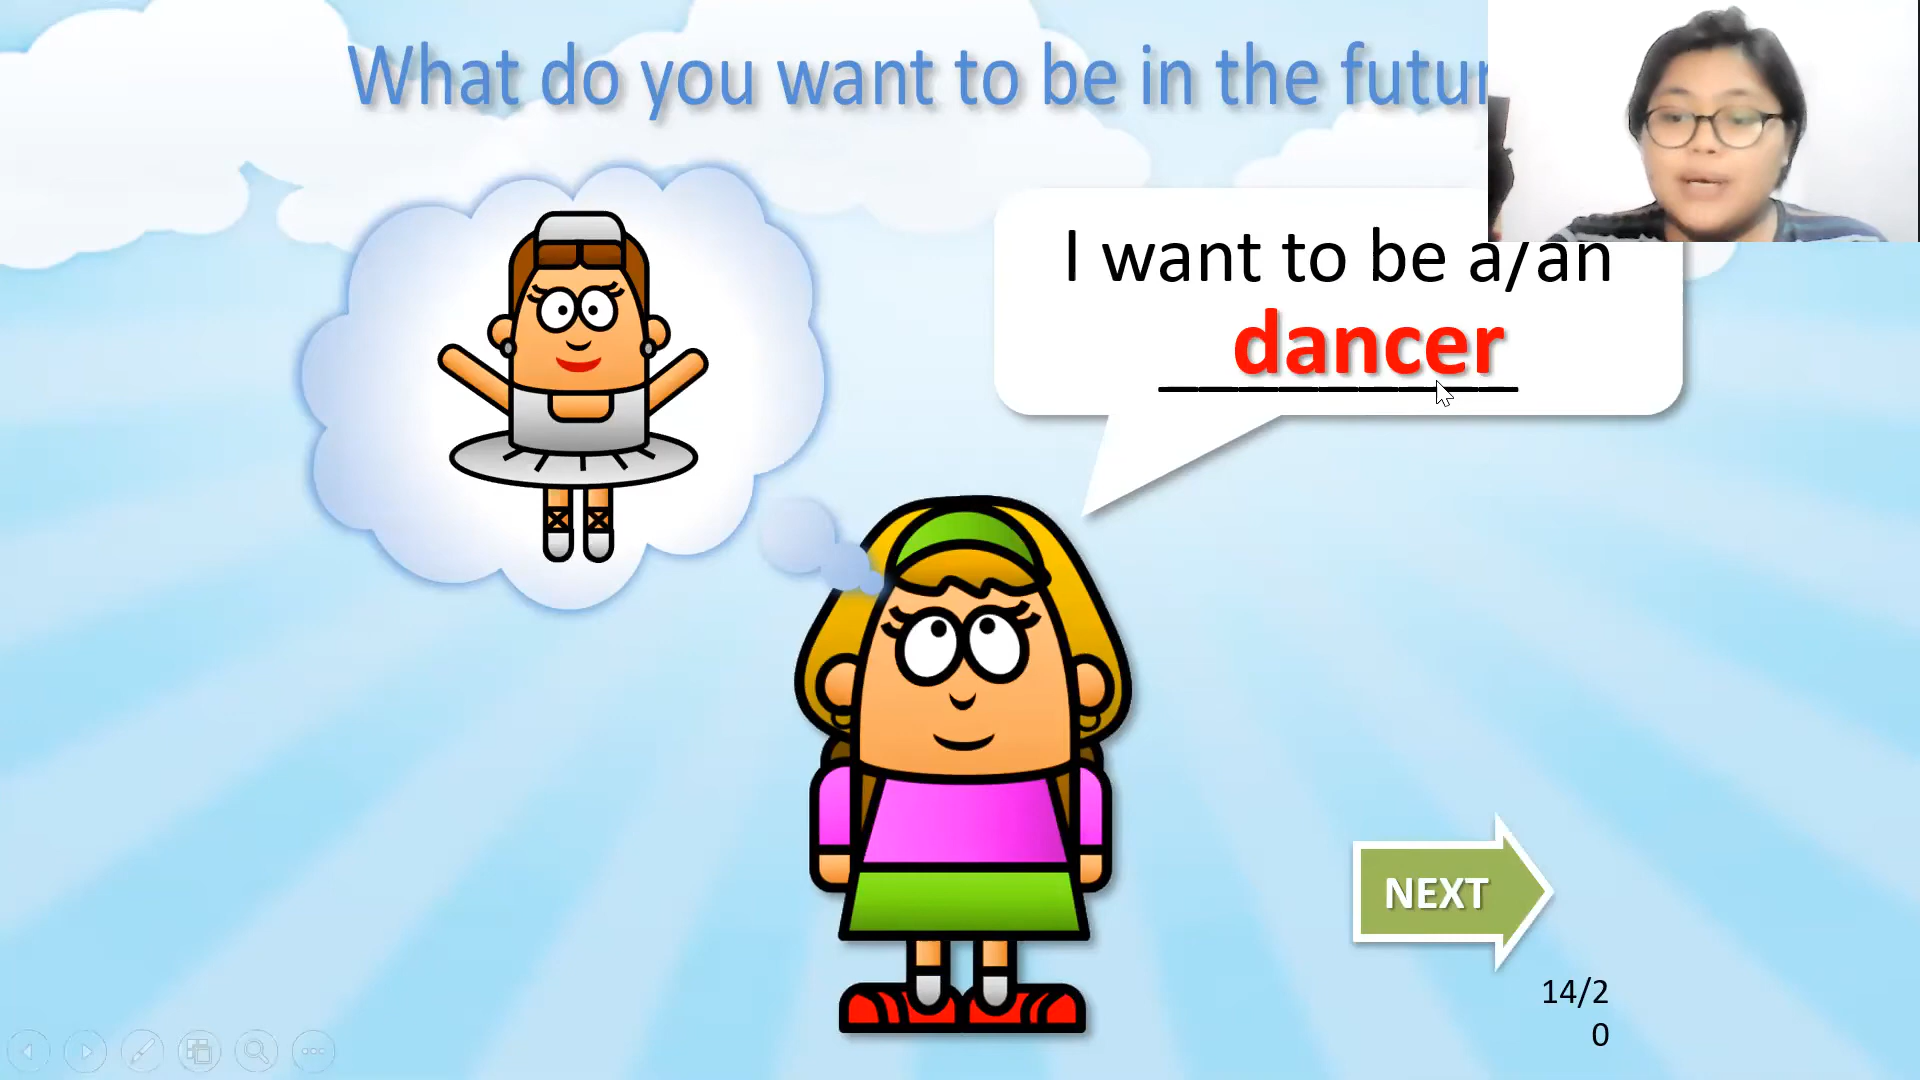 What do you want to be in the futur
I want to be a/an
dancer
NEXT
14/2
0